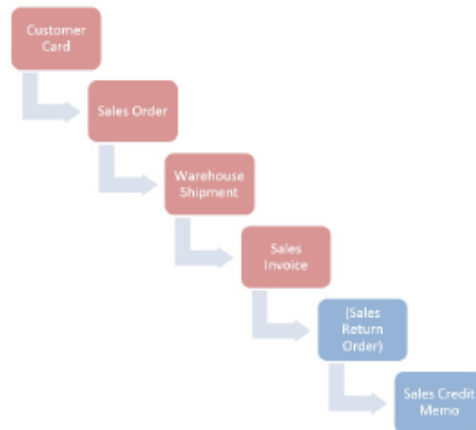 Customer
Card
Sales Order
Warehouse
Shipment
Sales
Invoice
(Sales
Return
Order)
Sales Credit
Memo